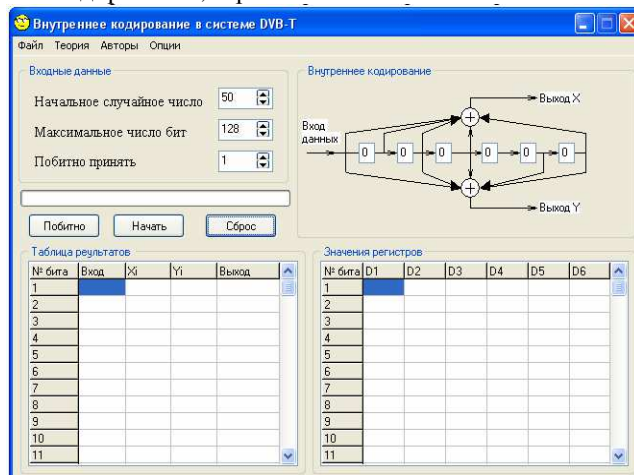 Внутреннее кодирование в системе DVB-T
Файл Теория Авторы Опции
Входные данные
Начальное случайное число 50
Максимальное число бит 128
Побитно принять 1
Побитно Начать Сброс
Внутреннее кодирование
Выход X
Вход
данных
0 0 0 0 0 0
Выход Y
Таблица результатов
№ бита Вход Xi Yi Выход
1
2
3
4
5
6
7
8
9
10
11
Значения регистров
№ бита D1 D2 D3 D4 D5 D6
1
2
3
4
5
6
7
8
9
10
11